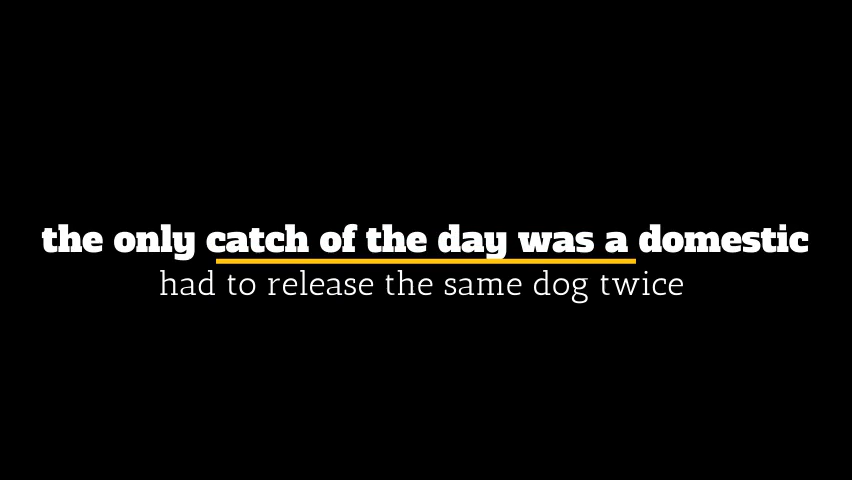 the only catch of the day was a domestic
had to release the same dog twice